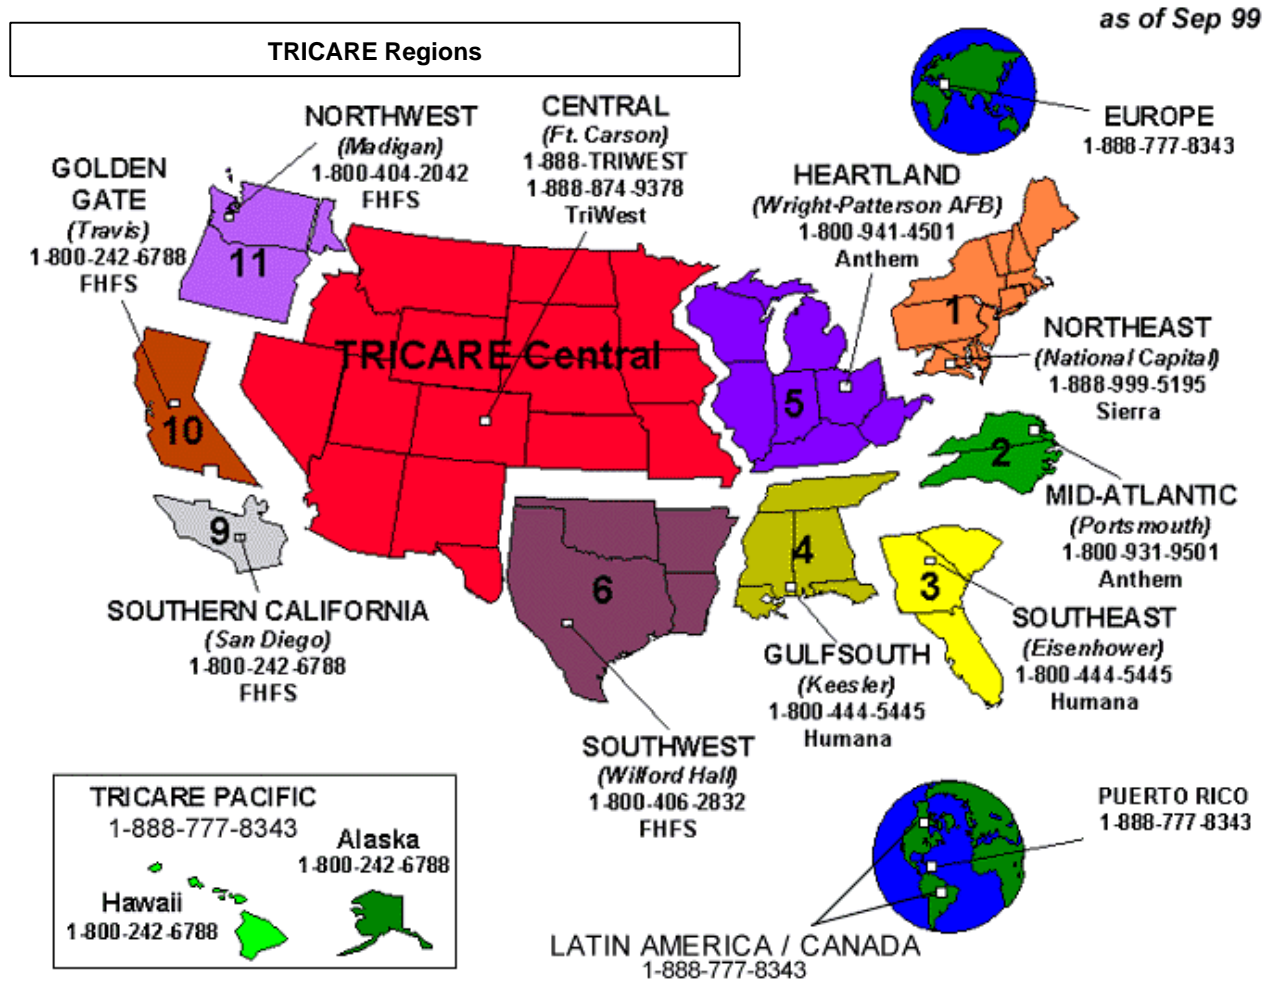 as of Sep 99
TRICARE Regions
EUROPE
1-888-777-8343
NORTHWEST
(Madigan)
1-800-404-2042
FHFS
CENTRAL
(Ft. Carson)
1-888-TRIWEST
1-888-874-9378
TriWest
GOLDEN
GATE
(Travis)
1-800-242-6788
FHFS
HEARTLAND
(Wright-Patterson AFB)
1-800-941-4501
Anthem
11
1
NORTHEAST
(National Capital)
1-888-999-5195
Sierra
TRICARE Central
5
10
2
MID-ATLANTIC
(Portsmouth)
1-800-931-9501
Anthem
9
4
3
6
SOUTHERN CALIFORNIA
(San Diego)
1-800-242-6788
FHFS
SOUTHEAST
(Eisenhower)
1-800-444-5445
Humana
GULFSOUTH
(Keesler)
1-800-444-5445
Humana
SOUTHWEST
(Wilford Hall)
1-800-406-2832
FHFS
TRICARE PACIFIC
1-888-777-8343
Alaska
1-800-242-6788
Hawaii
1-800-242-6788
PUERTO RICO
1-888-777-8343
LATIN AMERICA / CANADA
1-888-777-8343